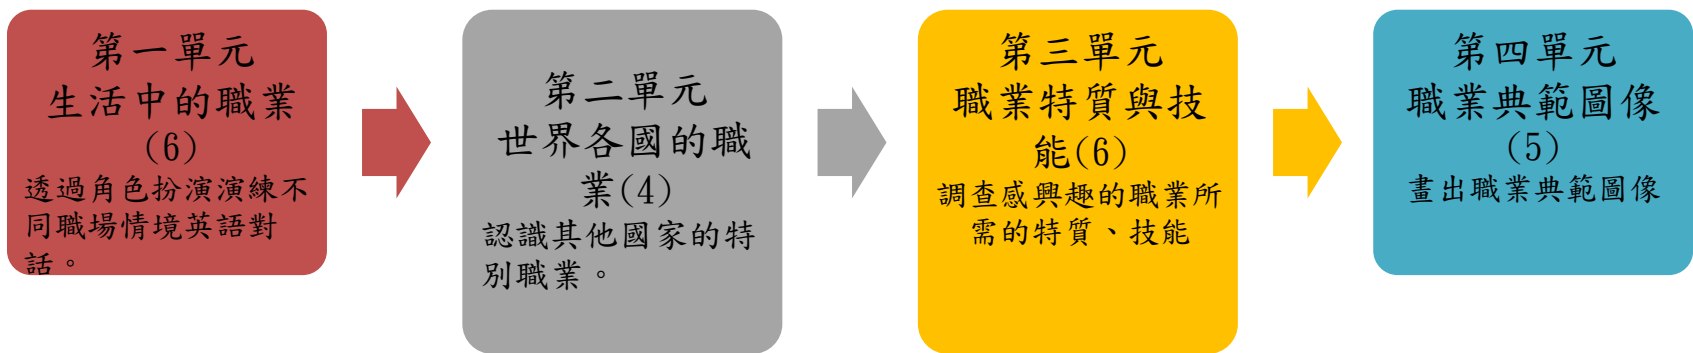 第一單元
生活中的職業
(6)
透過角色扮演演練不
同職場情境英語對
話。
第二單元
世界各國的職
業(4)
認識其他國家的特
別職業。
第三單元
職業特質與技
能(6)
調查感興趣的職業所
需的特質、技能
第四單元
職業典範圖像
(5)
畫出職業典範圖像